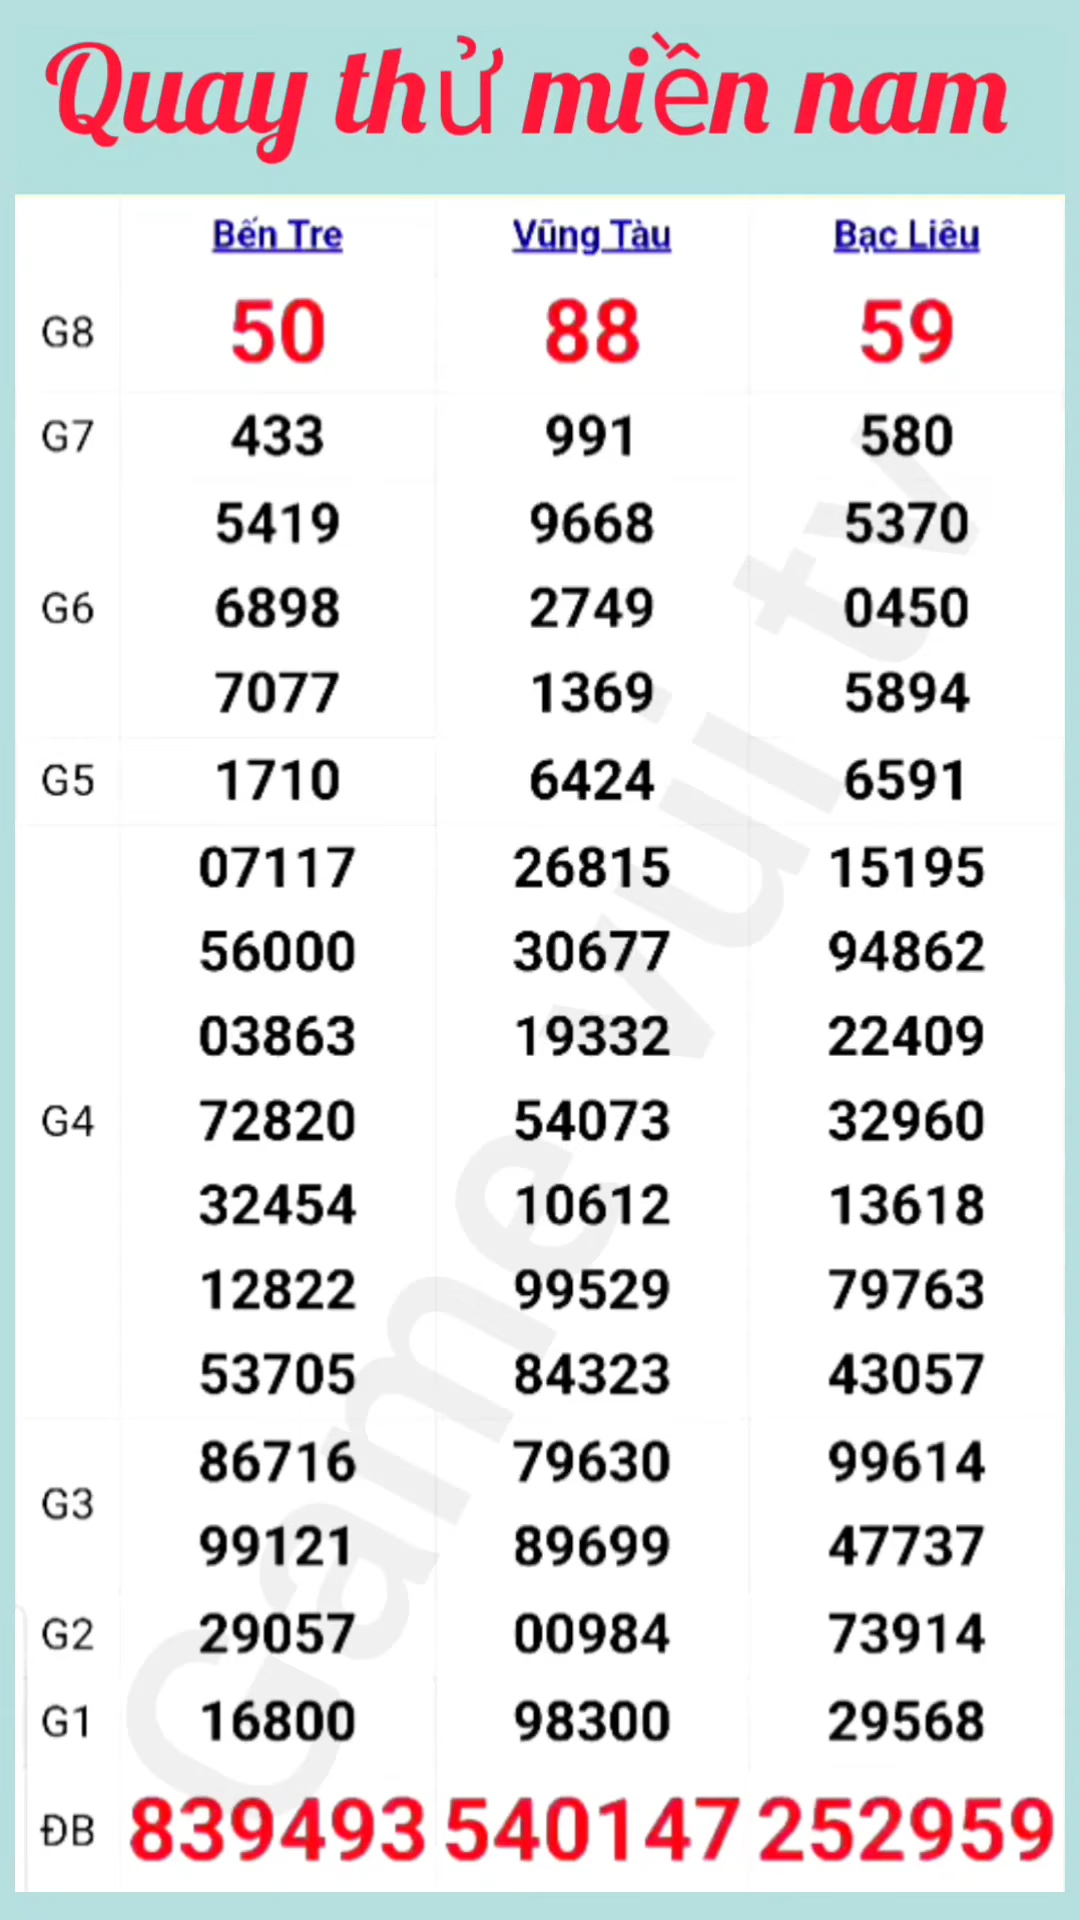 Quay thử miền nam
Bến Tre Vũng Tàu Bạc Liêu
G8 50 88 59
G7 433 991 580
5419 9668 5370
G6 6898 2749 0450
7077 1369 5894
G5 1710 6424 6591
07117 26815 15195
56000 30677 94862
03863 19332 22409
G4 72820 54073 32960
32454 10612 13618
12822 99529 79763
53705 84323 43057
G3 86716 79630 99614
99121 89699 47737
G2 29057 00984 73914
G1 16800 98300 29568
ĐB 839493 540147 252959
Game vui tv